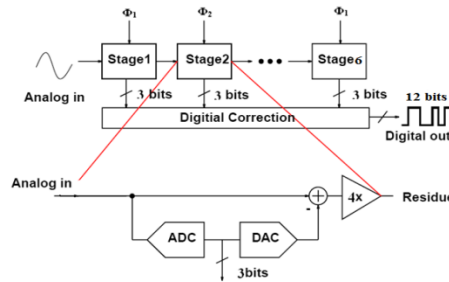 Φ1 Φ2 Φ1
Stage1 Stage2 Stage6
Analog in
3 bits 3 bits 3 bits
12 bits
Digitial Correction
Digital out
Analog in
4x Residue
-
ADC DAC
3bits